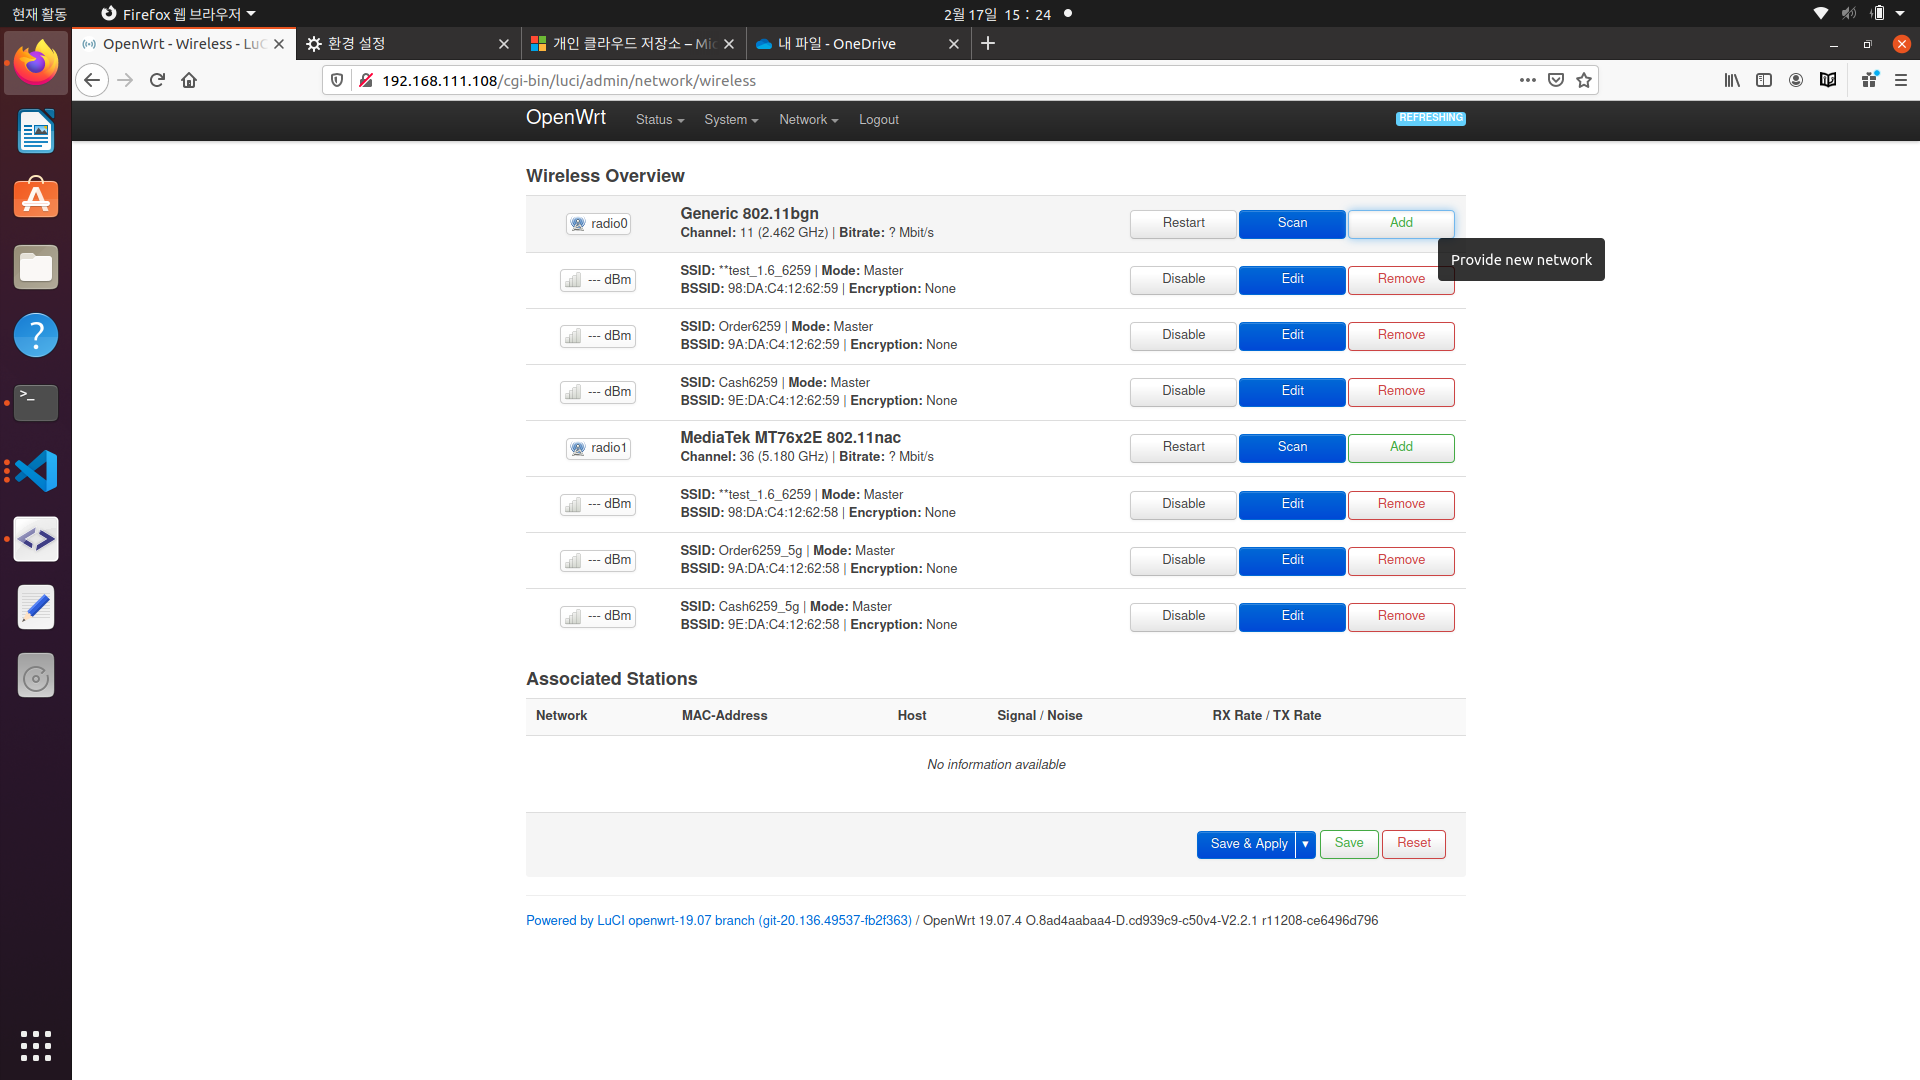 현재 활동
Firefox 웹 브라우저
2월 17일 15 : 24
OpenWrt - Wireless - LuC
환경 설정
개인 클라우드 저장소 – Mic
내 파일 - OneDrive
192.168.111.108/cgi-bin/luci/admin/network/wireless
OpenWrt
Status
System
Network
Logout
REFRESHING
Wireless Overview
radio0
Generic 802.11bgn
Channel: 11 (2.462 GHz) | Bitrate: ? Mbit/s
Restart
Scan
Add
Provide new network
--- dBm
SSID: **test_1.6_6259 | Mode: Master
BSSID: 98:DA:C4:12:62:59 | Encryption: None
Disable
Edit
Remove
--- dBm
SSID: Order6259 | Mode: Master
BSSID: 9A:DA:C4:12:62:59 | Encryption: None
Disable
Edit
Remove
--- dBm
SSID: Cash6259 | Mode: Master
BSSID: 9E:DA:C4:12:62:59 | Encryption: None
Disable
Edit
Remove
radio1
MediaTek MT76x2E 802.11nac
Channel: 36 (5.180 GHz) | Bitrate: ? Mbit/s
Restart
Scan
Add
--- dBm
SSID: **test_1.6_6259 | Mode: Master
BSSID: 98:DA:C4:12:62:58 | Encryption: None
Disable
Edit
Remove
--- dBm
SSID: Order6259_5g | Mode: Master
BSSID: 9A:DA:C4:12:62:58 | Encryption: None
Disable
Edit
Remove
--- dBm
SSID: Cash6259_5g | Mode: Master
BSSID: 9E:DA:C4:12:62:58 | Encryption: None
Disable
Edit
Remove
Associated Stations
Network
MAC-Address
Host
Signal / Noise
RX Rate / TX Rate
No information available
Save & Apply
Save
Reset
Powered by LuCI openwrt-19.07 branch (git-20.136.49537-fb2f363) / OpenWrt 19.07.4 O.8ad4aabaa4-D.cd939c9-c50v4-V2.2.1 r11208-ce6496d796